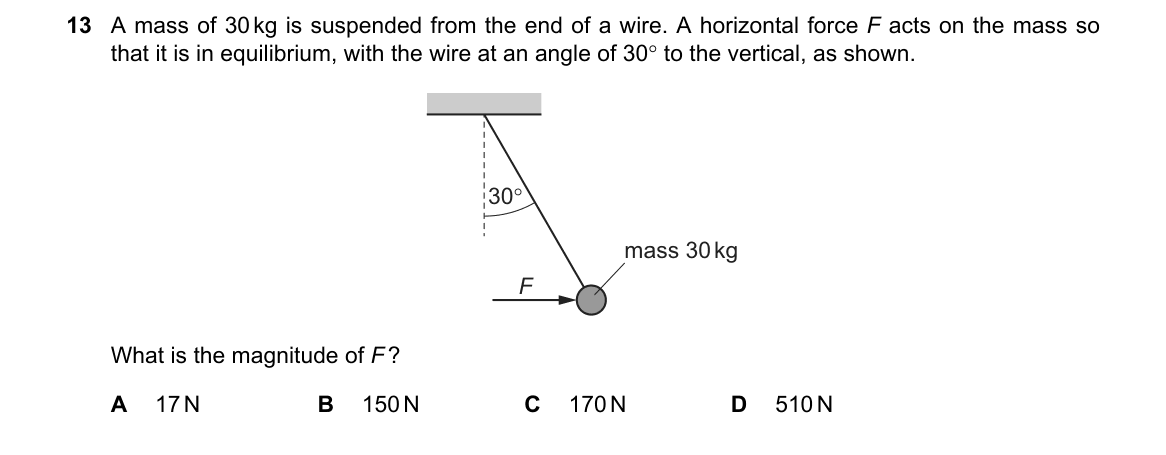 13 A mass of 30 kg is suspended from the end of a wire. A horizontal force F acts on the mass so
that it is in equilibrium, with the wire at an angle of 30° to the vertical, as shown.
30°
mass 30 kg
F
What is the magnitude of F?
A 17 N B 150 N C 170 N D 510 N